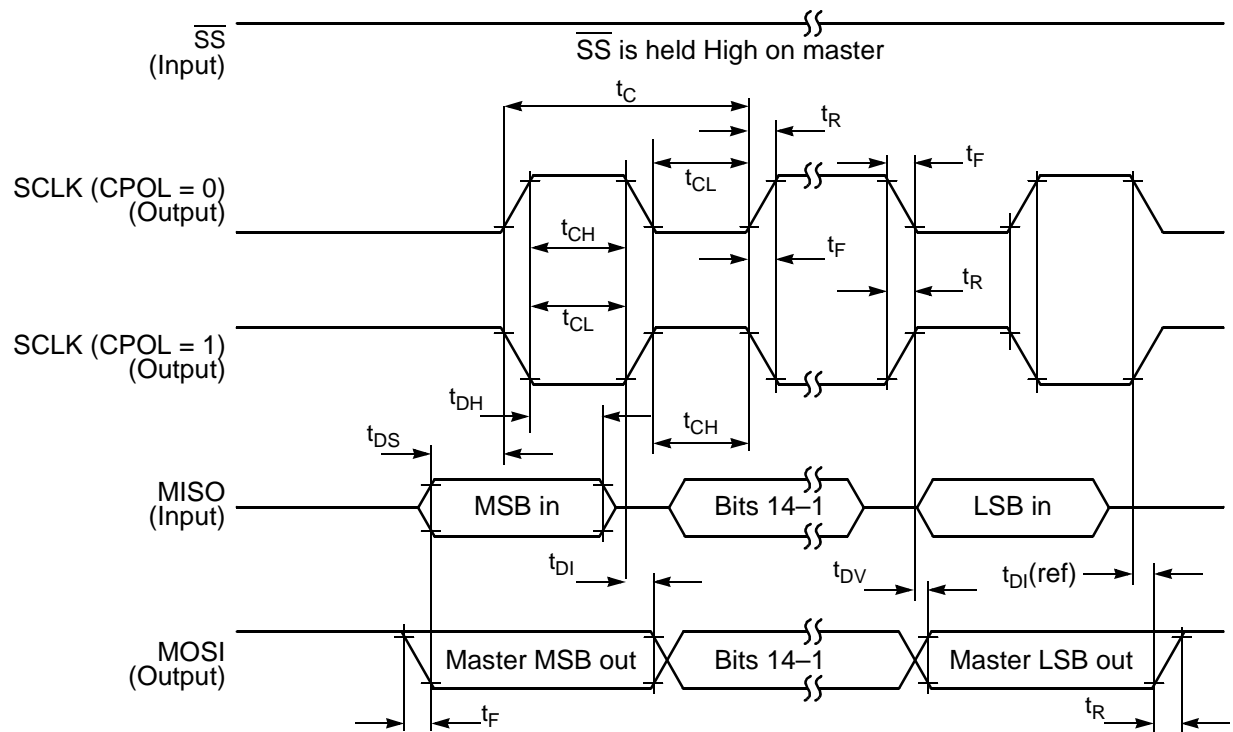 SS
(Input)
SS is held High on master
tC
tR
tF
SCLK (CPOL = 0)
(Output)
tCL
tCH
tF
tR
tCL
SCLK (CPOL = 1)
(Output)
tDH
tCH
tDS
MISO
(Input)
MSB in
Bits 14–1
LSB in
tDI
tDV
tDI(ref)
MOSI
(Output)
Master MSB out
Bits 14–1
Master LSB out
tF
tR